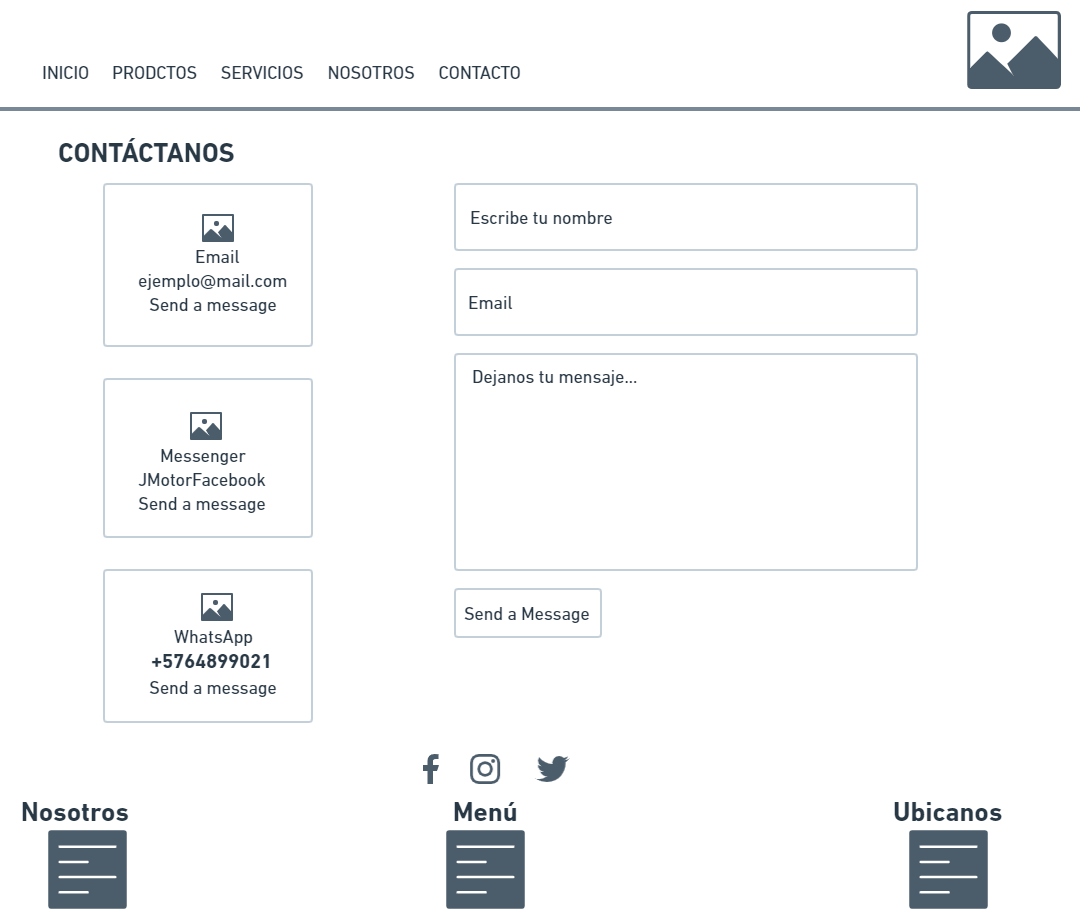 INICIO PRODCTOS SERVICIOS NOSOTROS CONTACTO
CONTÁCTANOS
Email
ejemplo@mail.com
Send a message
Messenger
JMotorFacebook
Send a message
WhatsApp
+5764899021
Send a message
Escribe tu nombre
Email
Dejanos tu mensaje...
Send a Message
Nosotros
Menú
Ubicanos